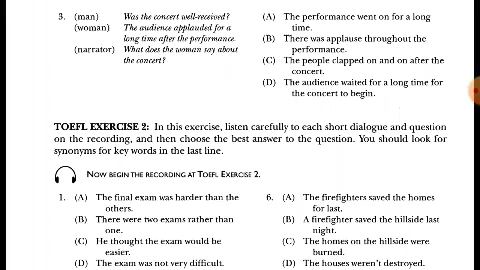 3. (man) Was the concert well-received?
(woman) The audience applauded for a
long time after the performance.
(narrator) What does the woman say about
the concert?
(A) The performance went on for a long
time.
(B) There was applause throughout the
performance.
(C) The people clapped on and on after the
concert.
(D) The audience waited for a long time for
the concert to begin.
TOEFL EXERCISE 2: In this exercise, listen carefully to each short dialogue and question
on the recording, and then choose the best answer to the question. You should look for
synonyms for key words in the last line.
NOW BEGIN THE RECORDING AT TOEFL EXERCISE 2.
1. (A) The final exam was harder than the
others.
(B) There were two exams rather than
one.
(C) He thought the exam would be
easier.
(D) The exam was not very difficult.
6. (A) The firefighters saved the homes
for last.
(B) A firefighter saved the hillside last
night.
(C) The homes on the hillside were
burned.
(D) The houses weren't destroyed.